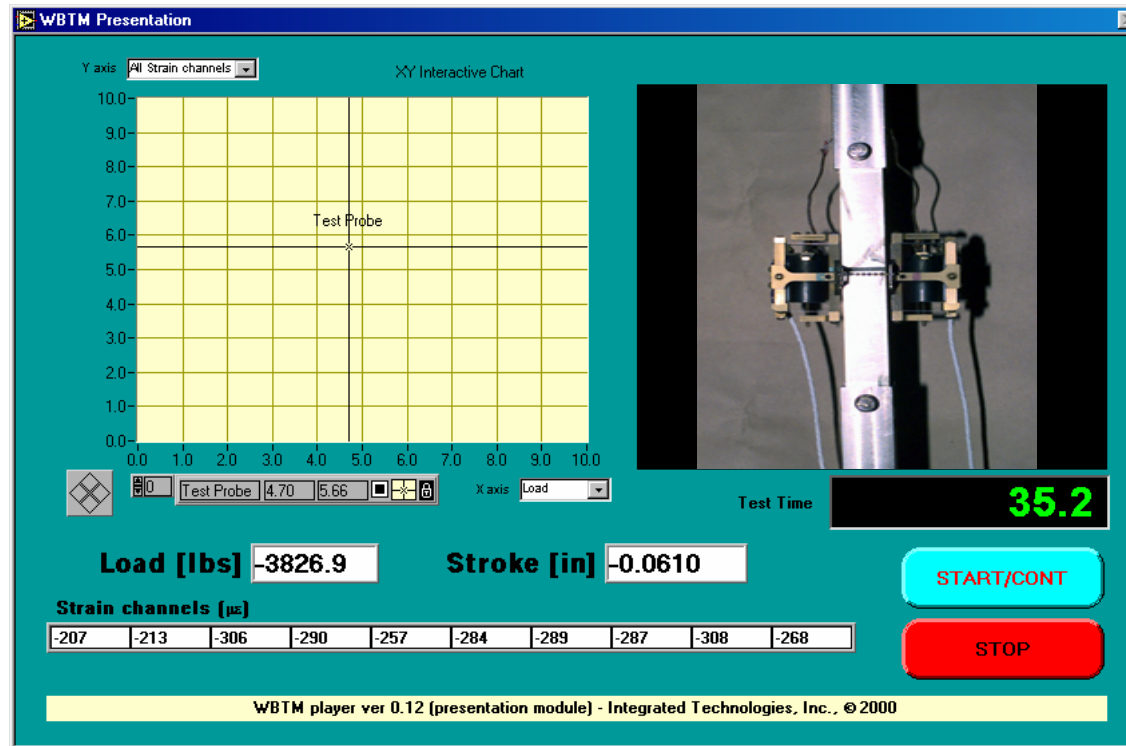 WBTM Presentation
Y axis All Strain channels
XY Interactive Chart
10.0
9.0
8.0
7.0
6.0
5.0
4.0
3.0
2.0
1.0
0.0
Test Probe
0.0 1.0 2.0 3.0 4.0 5.0 6.0 7.0 8.0 9.0 10.0
0 Test Probe 4.70 5.66
X axis Load
Test Time 35.2
Load [lbs] -3826.9 Stroke [in] -0.0610
START/CONT
Strain channels [με]
-207 -213 -306 -290 -257 -284 -289 -287 -308 -268
STOP
WBTM player ver 0.12 (presentation module) - Integrated Technologies, Inc., © 2000